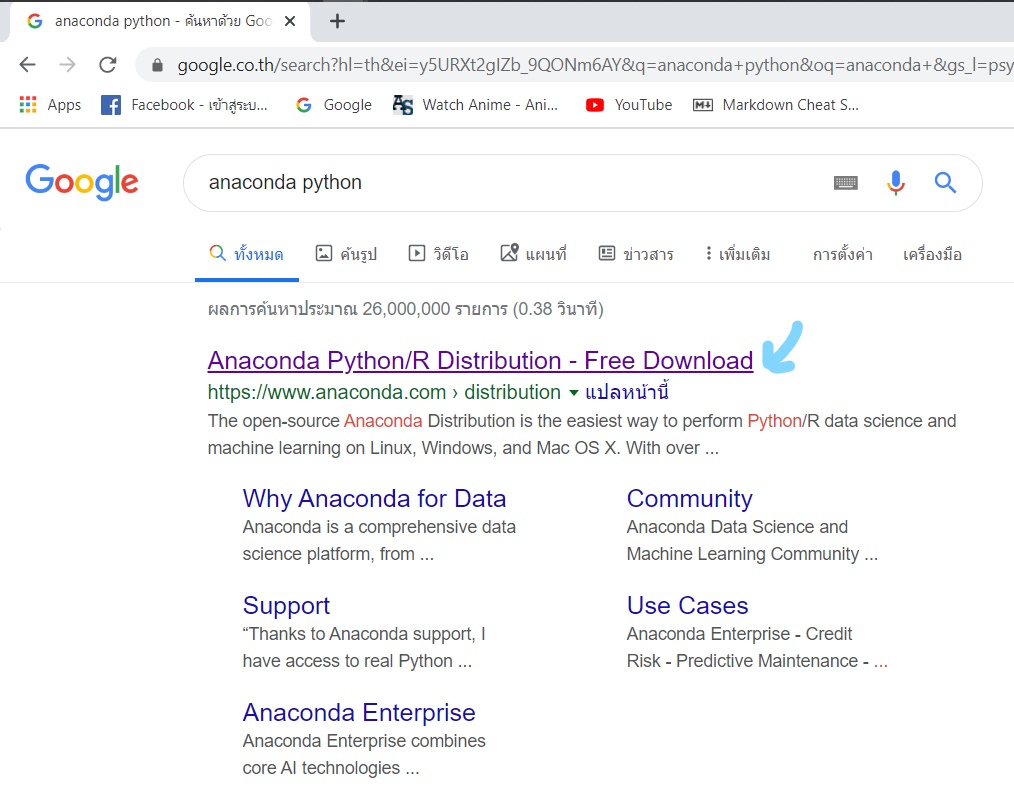 anaconda python - ค้นหาด้วย Goo
google.co.th/search?hl=th&ei=y5URXt2gIZb_9QONm6AY&q=anaconda+python&oq=anaconda+&gs_l=psy
Apps Facebook - เข้าสู่ระบ... Google Watch Anime - Ani... YouTube Markdown Cheat S...
Google anaconda python
ทั้งหมด ค้นรูป วิดีโอ แผนที่ ข่าวสาร เพิ่มเติม การตั้งค่า เครื่องมือ
ผลการค้นหาประมาณ 26,000,000 รายการ (0.38 วินาที)
Anaconda Python/R Distribution - Free Download
https://www.anaconda.com › distribution แปลหน้านี้
The open-source Anaconda Distribution is the easiest way to perform Python/R data science and
machine learning on Linux, Windows, and Mac OS X. With over ...
Why Anaconda for Data
Anaconda is a comprehensive data
science platform, from ...
Community
Anaconda Data Science and
Machine Learning Community ...
Support
“Thanks to Anaconda support, I
have access to real Python ...
Use Cases
Anaconda Enterprise - Credit
Risk - Predictive Maintenance - ...
Anaconda Enterprise
Anaconda Enterprise combines
core AI technologies ...